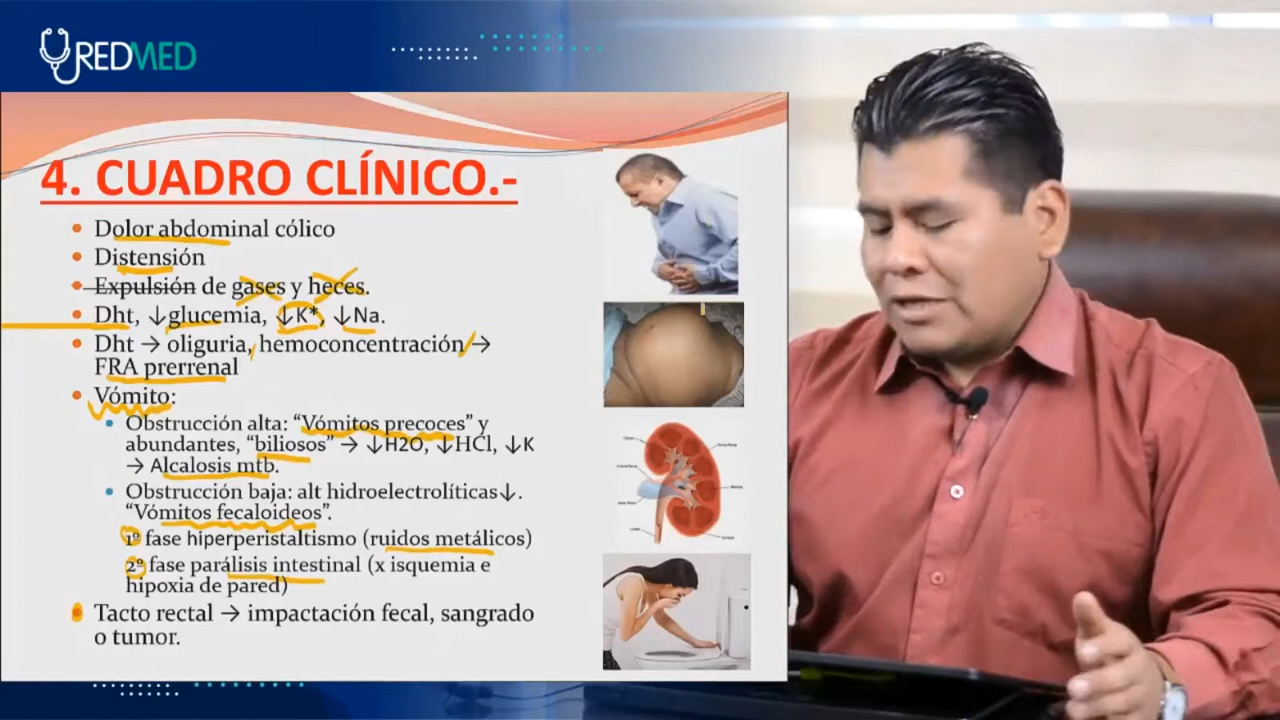 REDMED
4. CUADRO CLÍNICO.-
Dolor abdominal cólico
Distensión
Expulsión de gases y heces.
Dht, ↓glucemia, ↓K*, ↓Na.
Dht → oliguria, hemoconcentración →
FRA prerrenal
Vómito:
Obstrucción alta: “Vómitos precoces” y
abundantes, “biliosos” → ↓H2O, ↓HCl, ↓K
→ Alcalosis mtb.
Obstrucción baja: alt hidroelectrolíticas↓.
“Vómitos fecaloideos”.
1º fase hiperperistaltismo (ruidos metálicos)
2º fase parálisis intestinal (x isquemia e
hipoxia de pared)
Tacto rectal → impactación fecal, sangrado
o tumor.